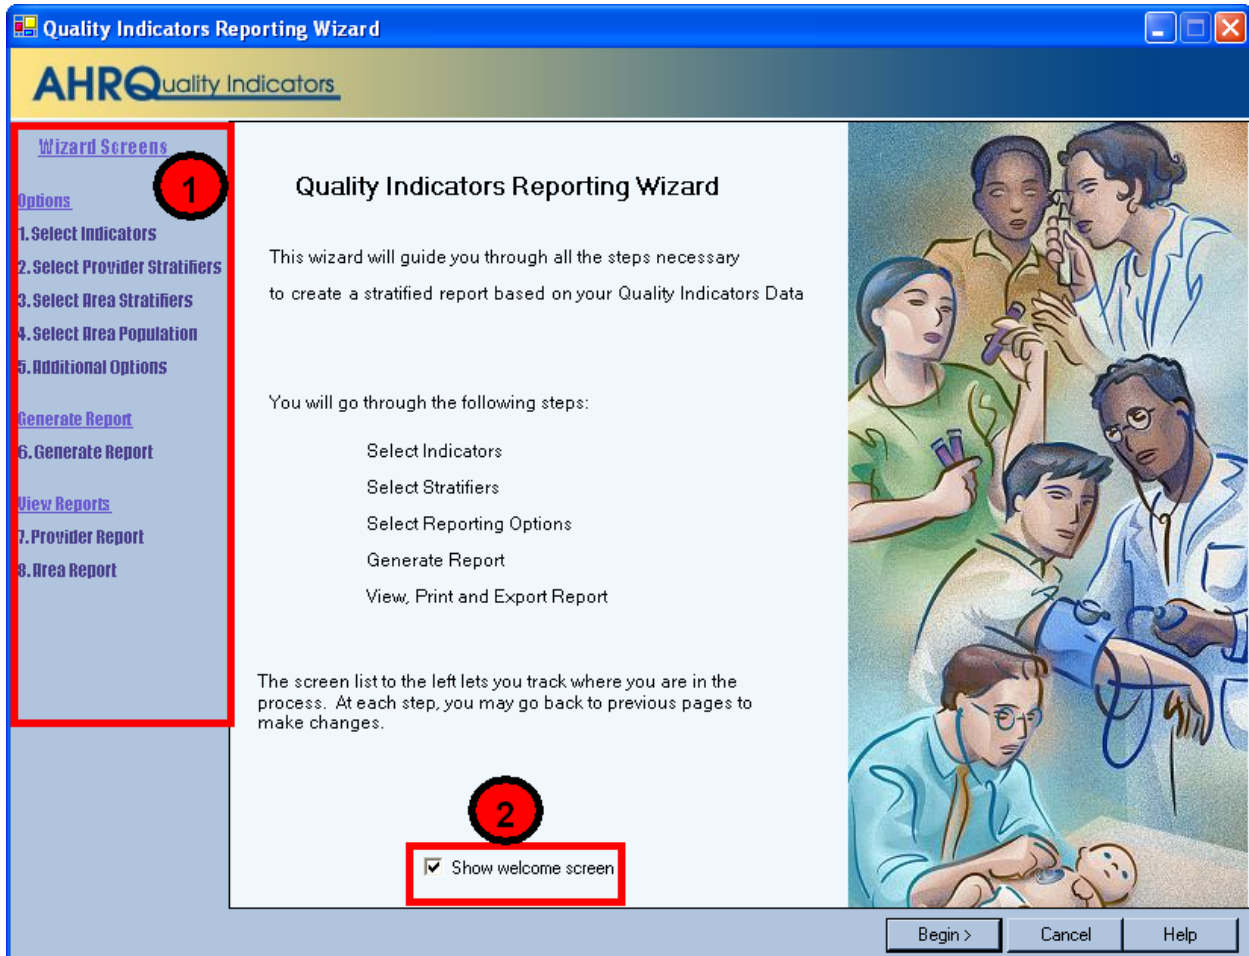 Quality Indicators Reporting Wizard
AHRQuality Indicators
Wizard Screens
1
Options
1. Select Indicators
2. Select Provider Stratifiers
3. Select Area Stratifiers
4. Select Area Population
5. Additional Options
Generate Report
6. Generate Report
View Reports
7. Provider Report
8. Area Report
Quality Indicators Reporting Wizard
This wizard will guide you through all the steps necessary
to create a stratified report based on your Quality Indicators Data
You will go through the following steps:
Select Indicators
Select Stratifiers
Select Reporting Options
Generate Report
View, Print and Export Report
The screen list to the left lets you track where you are in the
process.  At each step, you may go back to previous pages to
make changes.
2
Show welcome screen
Begin >
Cancel
Help